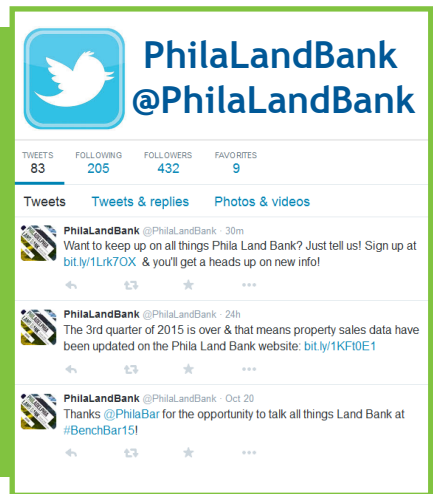 PhilaLandBank
@PhilaLandBank
TWEETS FOLLOWING FOLLOWERS FAVORITES
83 205 432 9
Tweets Tweets & replies Photos & videos
PhilaLandBank @PhilaLandBank · 30m
Want to keep up on all things Phila Land Bank? Just tell us! Sign up at
bit.ly/1Lrk7OX & you'll get a heads up on new info!
PhilaLandBank @PhilaLandBank · 24h
The 3rd quarter of 2015 is over & that means property sales data have
been updated on the Phila Land Bank website: bit.ly/1KFt0E1
PhilaLandBank @PhilaLandBank · Oct 20
Thanks @PhilaBar for the opportunity to talk all things Land Bank at
#BenchBar15!